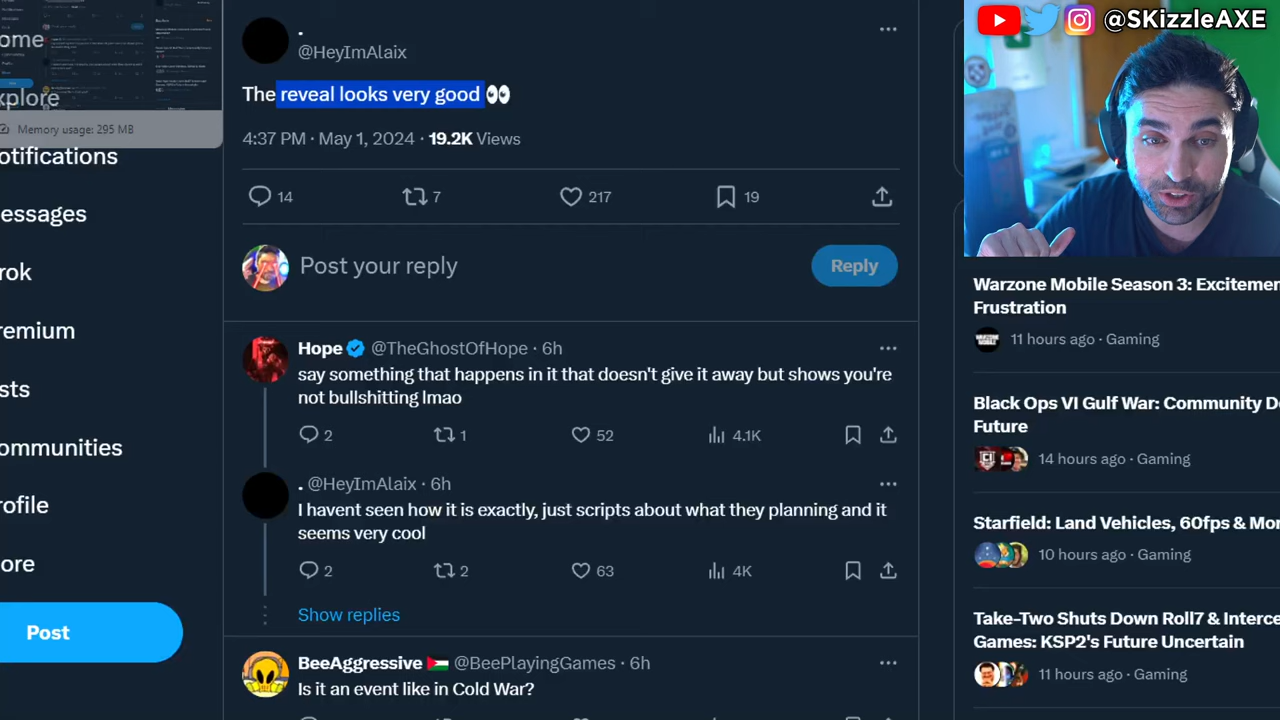 @SKizzleAXE
ome
xplore
Memory usage: 295 MB
otifications
essages
rok
remium
sts
ommunities
rofile
ore
Post
.
@HeyImAlaix
The reveal looks very good 👀
4:37 PM · May 1, 2024 · 19.2K Views
14
7
217
19
Post your reply
Reply
Hope @TheGhostOfHope · 6h
say something that happens in it that doesn't give it away but shows you're
not bullshitting lmao
2
1
52
4.1K
. @HeyImAlaix · 6h
I havent seen how it is exactly, just scripts about what they planning and it
seems very cool
2
2
63
4K
Show replies
BeeAggressive 🇵🇸 @BeePlayingGames · 6h
Is it an event like in Cold War?
Warzone Mobile Season 3: Excitemen
Frustration
11 hours ago · Gaming
Black Ops VI Gulf War: Community D
Future
14 hours ago · Gaming
Starfield: Land Vehicles, 60fps & Mor
10 hours ago · Gaming
Take-Two Shuts Down Roll7 & Interce
Games: KSP2's Future Uncertain
11 hours ago · Gaming